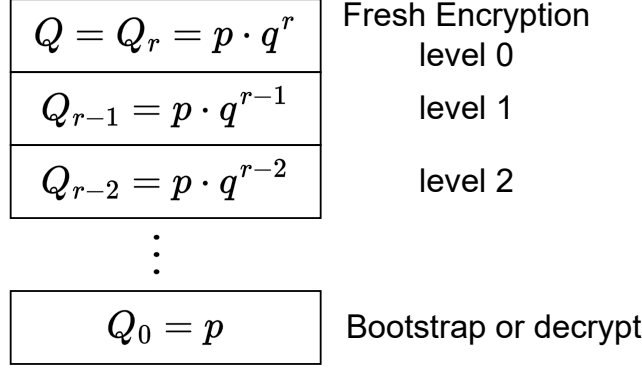 Q = Q_r = p · q^r Fresh Encryption
level 0
Q_{r−1} = p · q^{r−1} level 1
Q_{r−2} = p · q^{r−2} level 2
⋮
Q_0 = p Bootstrap or decrypt